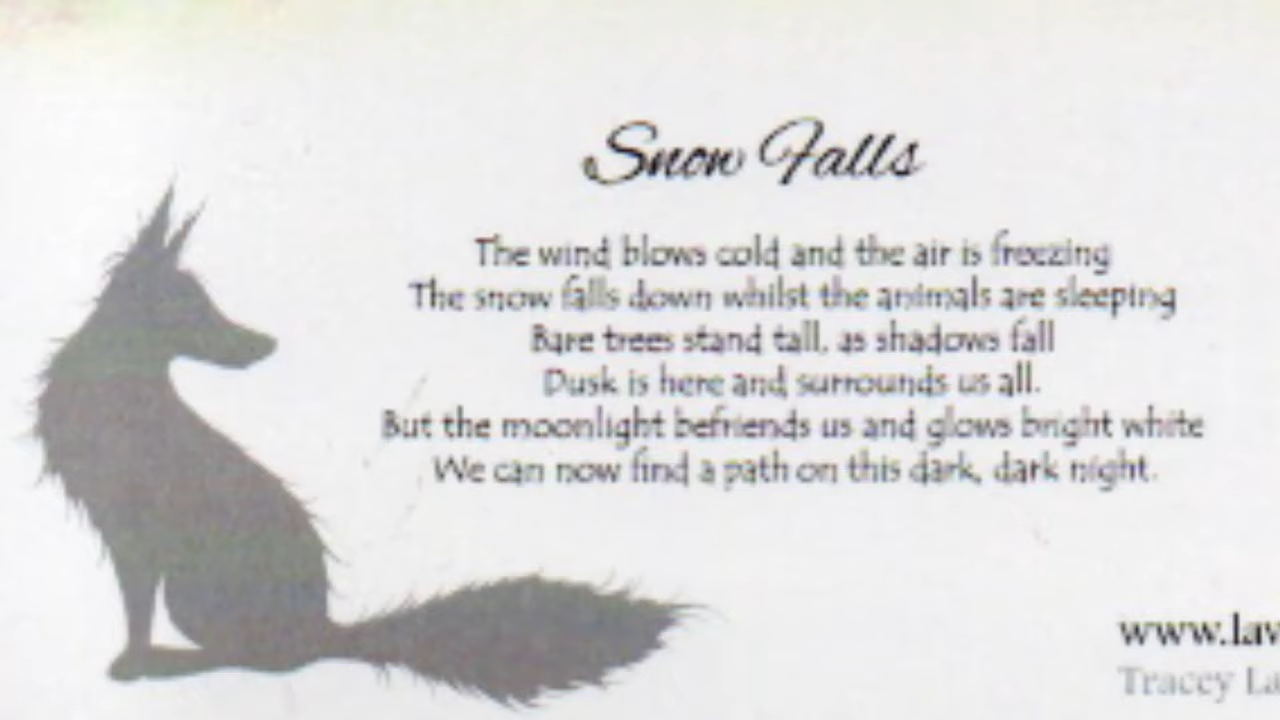 Snow Falls
The wind blows cold and the air is freezing
The snow falls down whilst the animals are sleeping
Bare trees stand tall, as shadows fall
Dusk is here and surrounds us all.
But the moonlight befriends us and glows bright white
We can now find a path on this dark, dark night.
www.lav
Tracey La